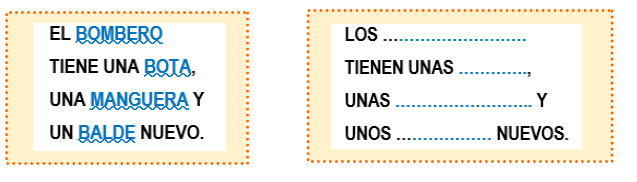 EL BOMBERO
TIENE UNA BOTA,
UNA MANGUERA Y
UN BALDE NUEVO.
LOS ..............................
TIENEN UNAS .............,
UNAS .......................... Y
UNOS ................... NUEVOS.